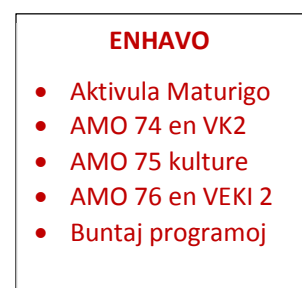 ENHAVO
• Aktivula Maturigo
• AMO 74 en VK2
• AMO 75 kulture
• AMO 76 en VEKI 2
• Buntaj programoj